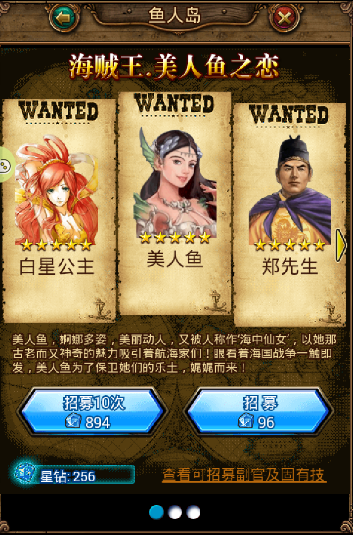 鱼人岛
海贼王.美人鱼之恋
WANTED
WANTED
WANTED
白星公主
美人鱼
郑先生
美人鱼，婀娜多姿，美丽动人，又被人称作'海中仙女'，以她那
古老而又神奇的魅力吸引着航海家们！眼看着海国战争一触即
发，美人鱼为了保卫她们的乐土，娓娓而来！
招募10次
894
招募
96
星钻: 256
查看可招募副官及固有技